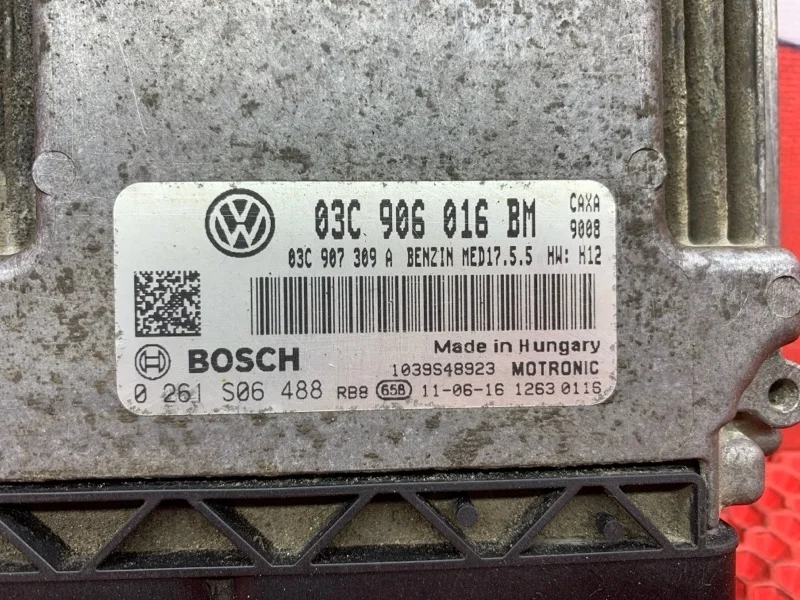 03C 906 016 BM CAXA
9008
03C 907 309 A BENZIN MED17.5.5 HW: H12
Made in Hungary
BOSCH 1039S48923 MOTRONIC
0 261 S06 488 RB8 658 11-06-16 1263 0116